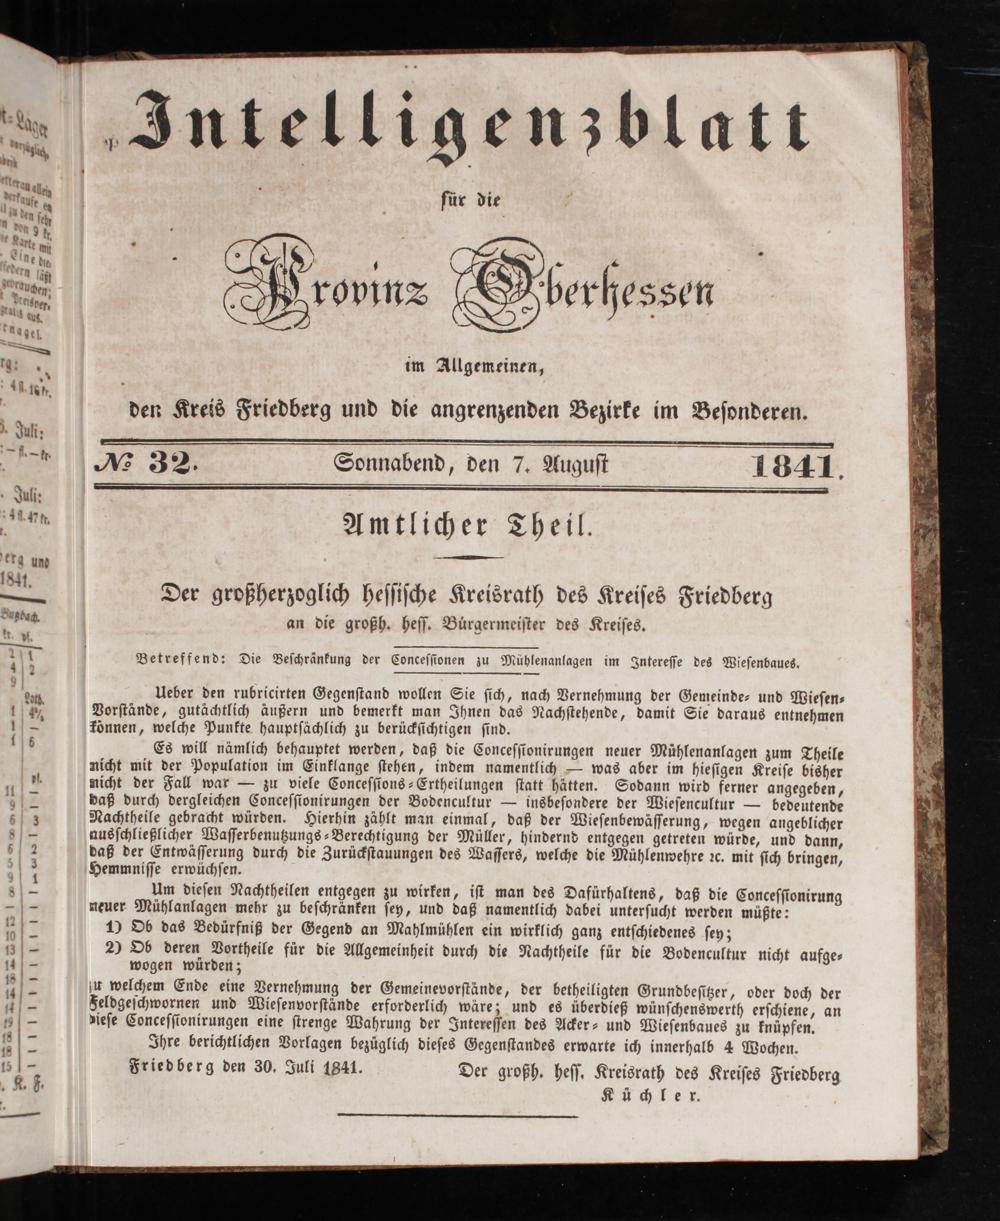 Intelligenzblatt
für die
Provinz Oberhessen
im Allgemeinen,
den Kreis Friedberg und die angrenzenden Bezirke im Besonderen.
№ 32. Sonnabend, den 7. August 1841.
Amtlicher Theil.
Der großherzoglich hessische Kreisrath des Kreises Friedberg
an die großh. hess. Bürgermeister des Kreises.
Betreffend: Die Beschränkung der Concessionen zu Mühlenanlagen im Interesse des Wiesenbaues.
Ueber den rubricirten Gegenstand wollen Sie sich, nach Vernehmung der Gemeinde- und Wiesen-
Vorstände, gutächtlich äußern und bemerkt man Ihnen das Nachstehende, damit Sie daraus entnehmen
können, welche Punkte hauptsächlich zu berücksichtigen sind.
Es will nämlich behauptet werden, daß die Concessionirungen neuer Mühlenanlagen zum Theile
nicht mit der Population im Einklange stehen, indem namentlich — was aber im hiesigen Kreise bisher
nicht der Fall war — zu viele Concessions-Ertheilungen statt hätten. Sodann wird ferner angegeben,
daß durch dergleichen Concessionirungen der Bodencultur — insbesondere der Wiesencultur — bedeutende
Nachtheile gebracht würden. Hierhin zählt man einmal, daß der Wiesenbewässerung, wegen angeblicher
ausschließlicher Wasserbenutzungs-Berechtigung der Müller, hindernd entgegen getreten würde, und dann,
daß der Entwässerung durch die Zurückstauungen des Wassers, welche die Mühlenwehre ꝛc. mit sich bringen,
Hemmnisse erwüchsen.
Um diesen Nachtheilen entgegen zu wirken, ist man des Dafürhaltens, daß die Concessionirung
neuer Mühlanlagen mehr zu beschränken sey, und daß namentlich dabei untersucht werden müßte:
1) Ob das Bedürfniß der Gegend an Mahlmühlen ein wirklich ganz entschiedenes sey;
2) Ob deren Vortheile für die Allgemeinheit durch die Nachtheile für die Bodencultur nicht aufge-
wogen würden;
zu welchem Ende eine Vernehmung der Gemeinevorstände, der betheiligten Grundbesitzer, oder doch der
Feldgeschwornen und Wiesenvorstände erforderlich wäre; und es überdieß wünschenswerth erschiene, an
diese Concessionirungen eine strenge Wahrung der Interessen des Acker- und Wiesenbaues zu knüpfen.
Ihre berichtlichen Vorlagen bezüglich dieses Gegenstandes erwarte ich innerhalb 4 Wochen.
Friedberg den 30. Juli 1841. Der großh. hess. Kreisrath des Kreises Friedberg
Küchler.